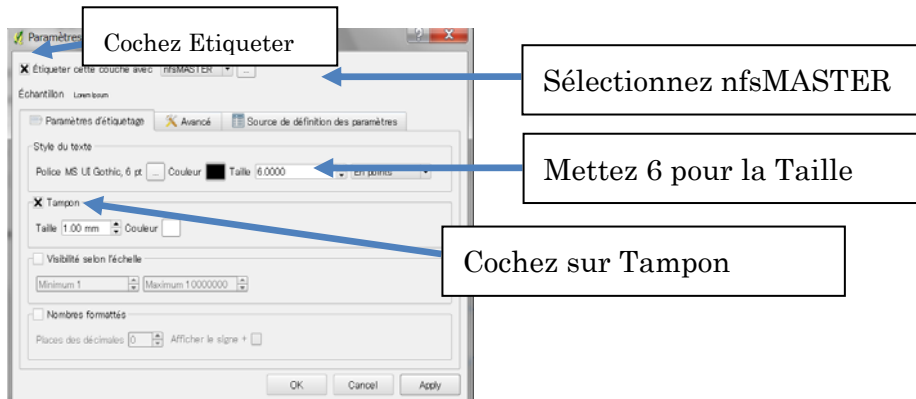 Paramètres
Cochez Etiqueter
Étiqueter cette couche avec nfsMASTER ...
Sélectionnez nfsMASTER
Échantillon Lorem Ipsum
Paramètres d'étiquetage Avancé Source de définition des paramètres
Style du texte
Police MS UI Gothic, 6 pt ... Couleur Taille 6.0000 En points
Mettez 6 pour la Taille
Tampon
Taille 1.00 mm Couleur
Cochez sur Tampon
Visibilité selon l'échelle
Minimum 1 Maximum 10000000
Nombres formattés
Places des décimales 0 Afficher le signe +
OK Cancel Apply